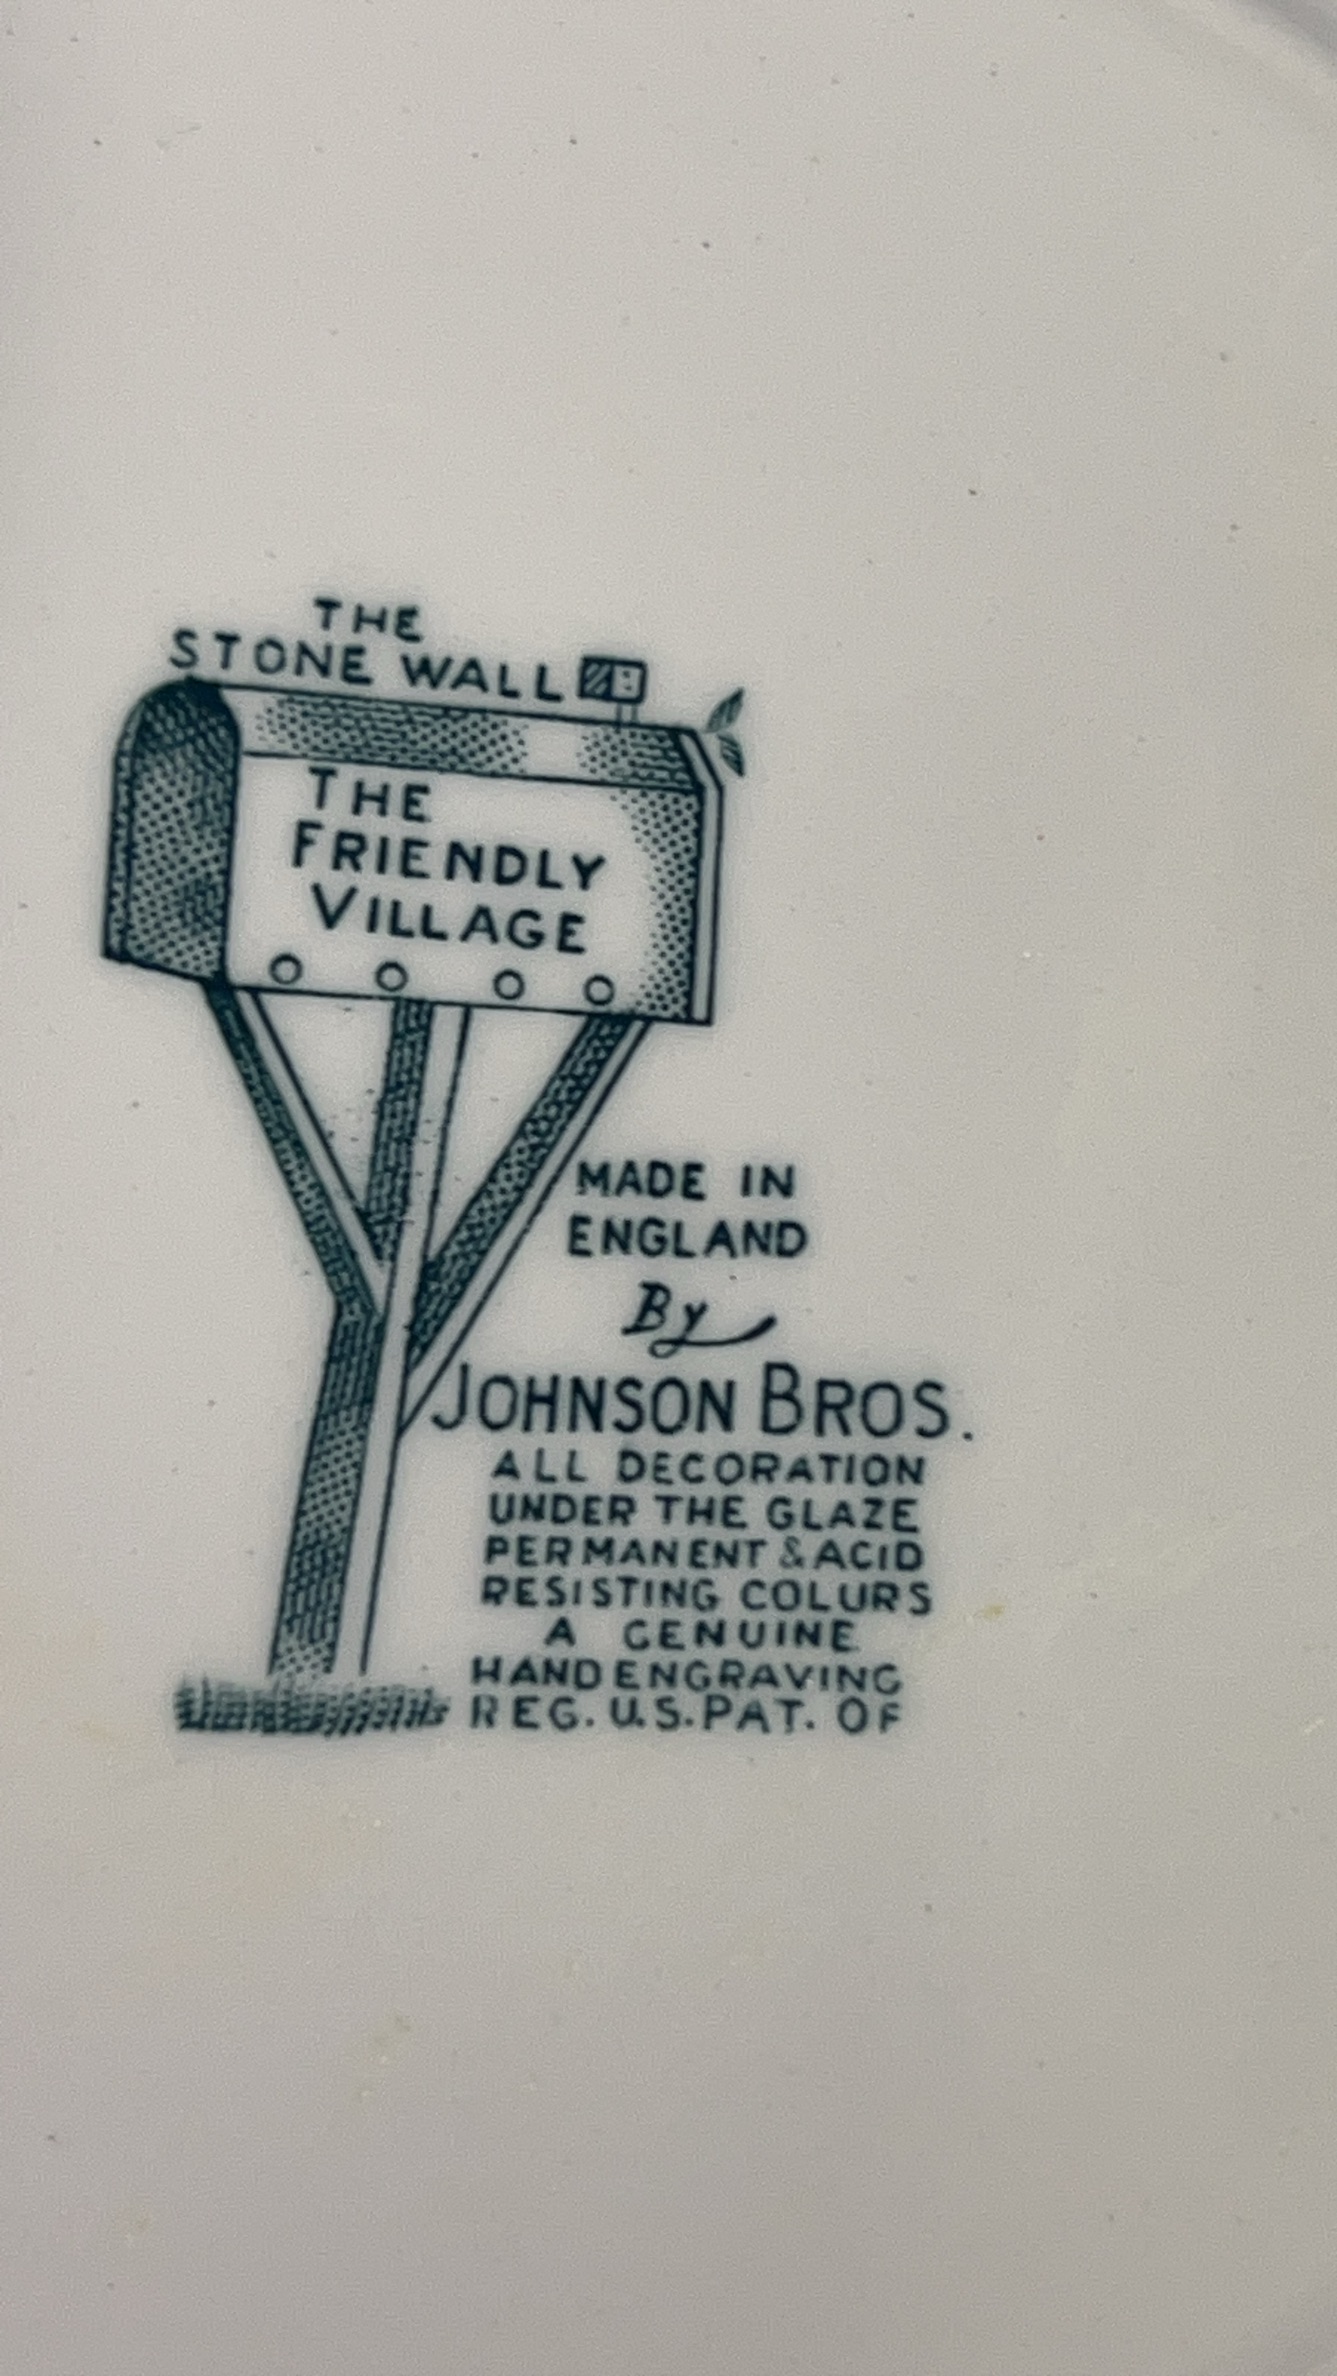 THE
STONE WALL
THE
FRIENDLY
VILLAGE
MADE IN
ENGLAND
By
JOHNSON BROS.
ALL DECORATION
UNDER THE GLAZE
PERMANENT & ACID
RESISTING COLURS
A GENUINE
HAND ENGRAVING
REG. U.S. PAT. OF